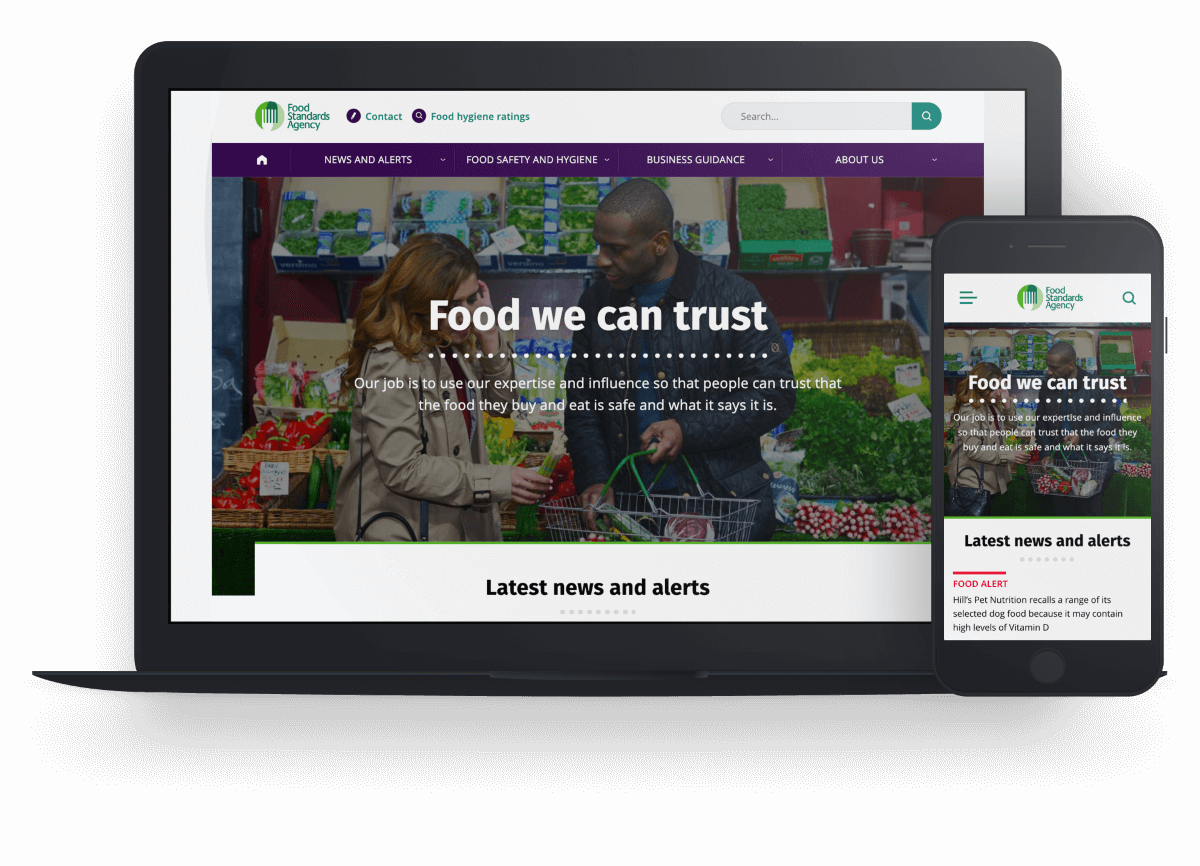 Food
Standards
Agency
Contact
Food hygiene ratings
Search...
NEWS AND ALERTS
FOOD SAFETY AND HYGIENE
BUSINESS GUIDANCE
ABOUT US
Food we can trust
Our job is to use our expertise and influence so that people can trust that
the food they buy and eat is safe and what it says it is.
Latest news and alerts
Food
Standards
Agency
Food we can trust
Our job is to use our expertise and influence
so that people can trust that the food they
buy and eat is safe and what it says it is.
Latest news and alerts
FOOD ALERT
Hill's Pet Nutrition recalls a range of its
selected dog food because it may contain
high levels of Vitamin D